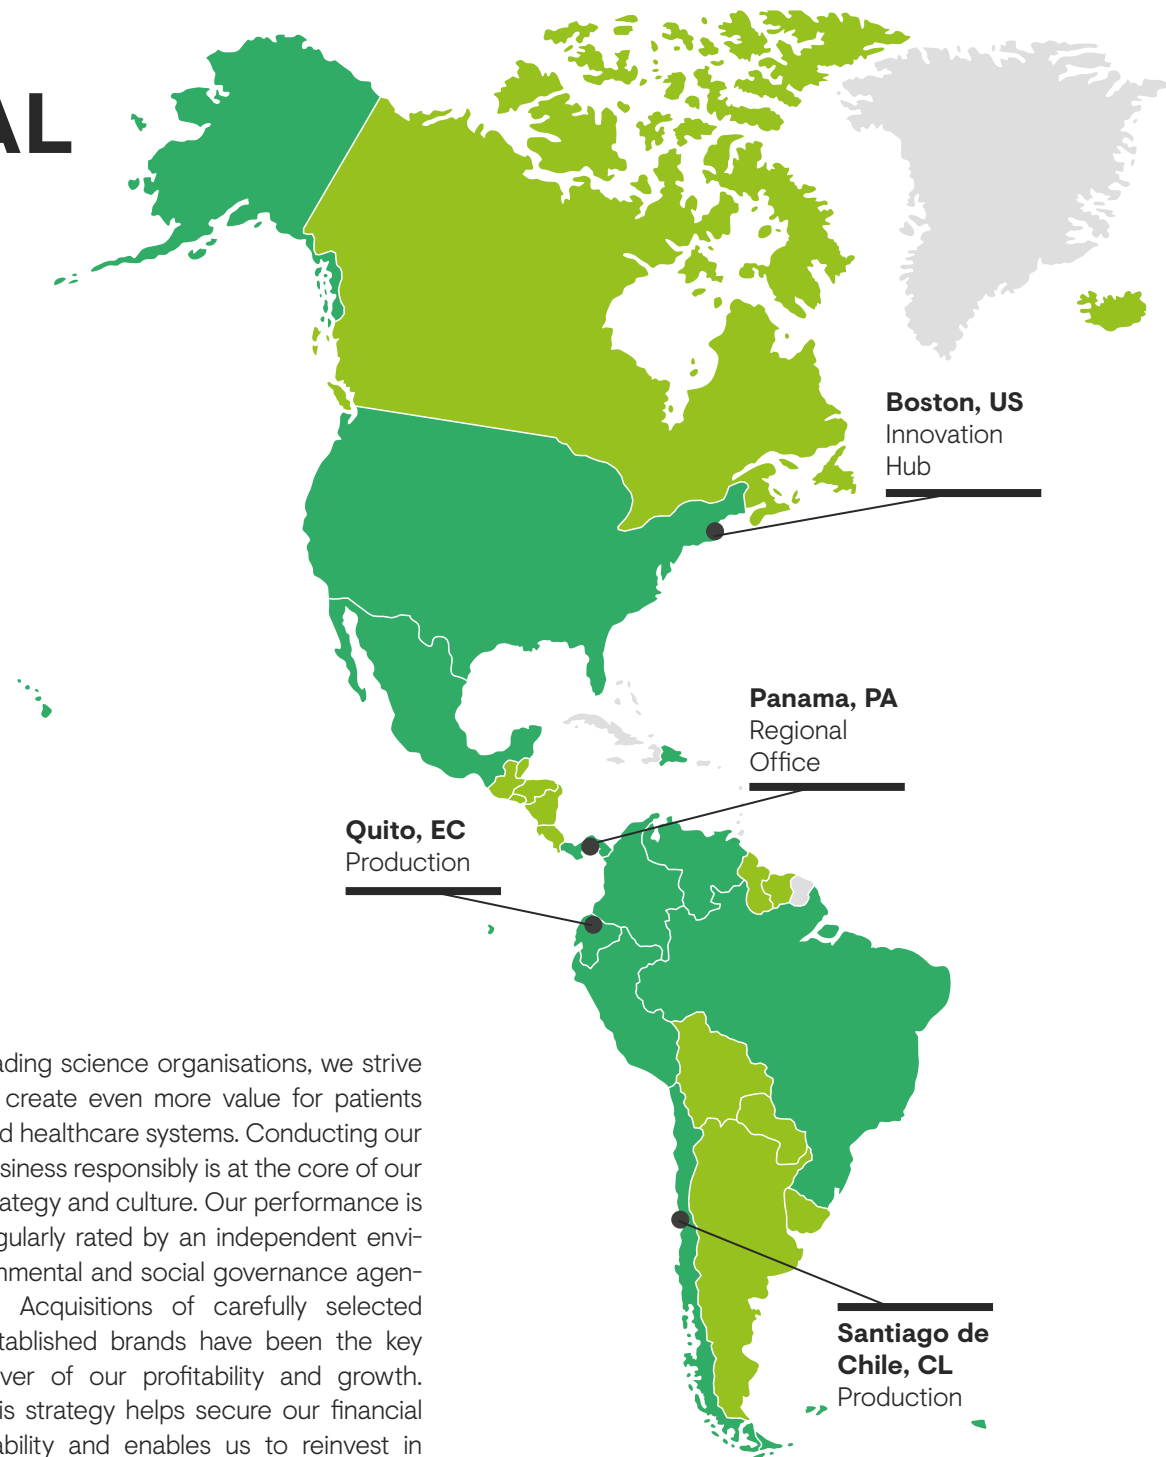 AL
Boston, US
Innovation
Hub
Panama, PA
Regional
Office
Quito, EC
Production
ading science organisations, we strive
create even more value for patients
d healthcare systems. Conducting our
siness responsibly is at the core of our
ategy and culture. Our performance is
gularly rated by an independent envi-
nmental and social governance agen-
Acquisitions of carefully selected
tablished brands have been the key
ver of our profitability and growth.
is strategy helps secure our financial
ability and enables us to reinvest in
Santiago de
Chile, CL
Production